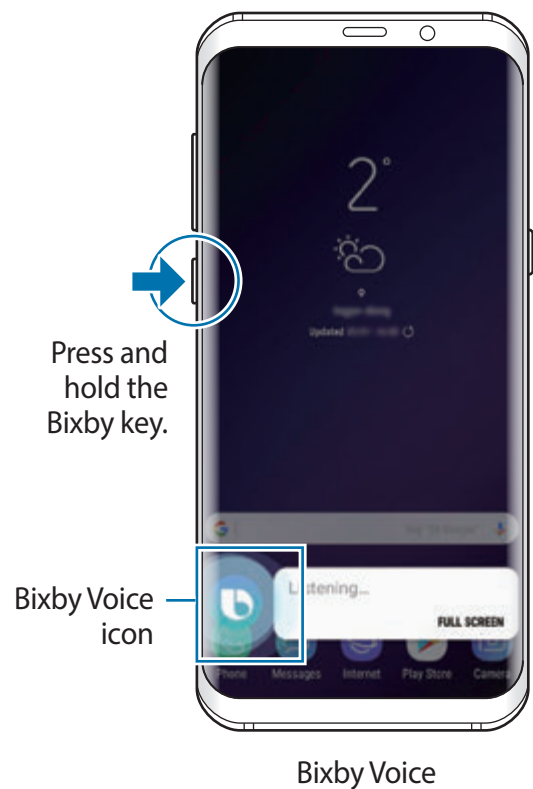 2°
Updated
Press and
hold the
Bixby key.
Listening...
FULL SCREEN
Bixby Voice
icon
Phone
Messages
Internet
Play Store
Camera
Bixby Voice